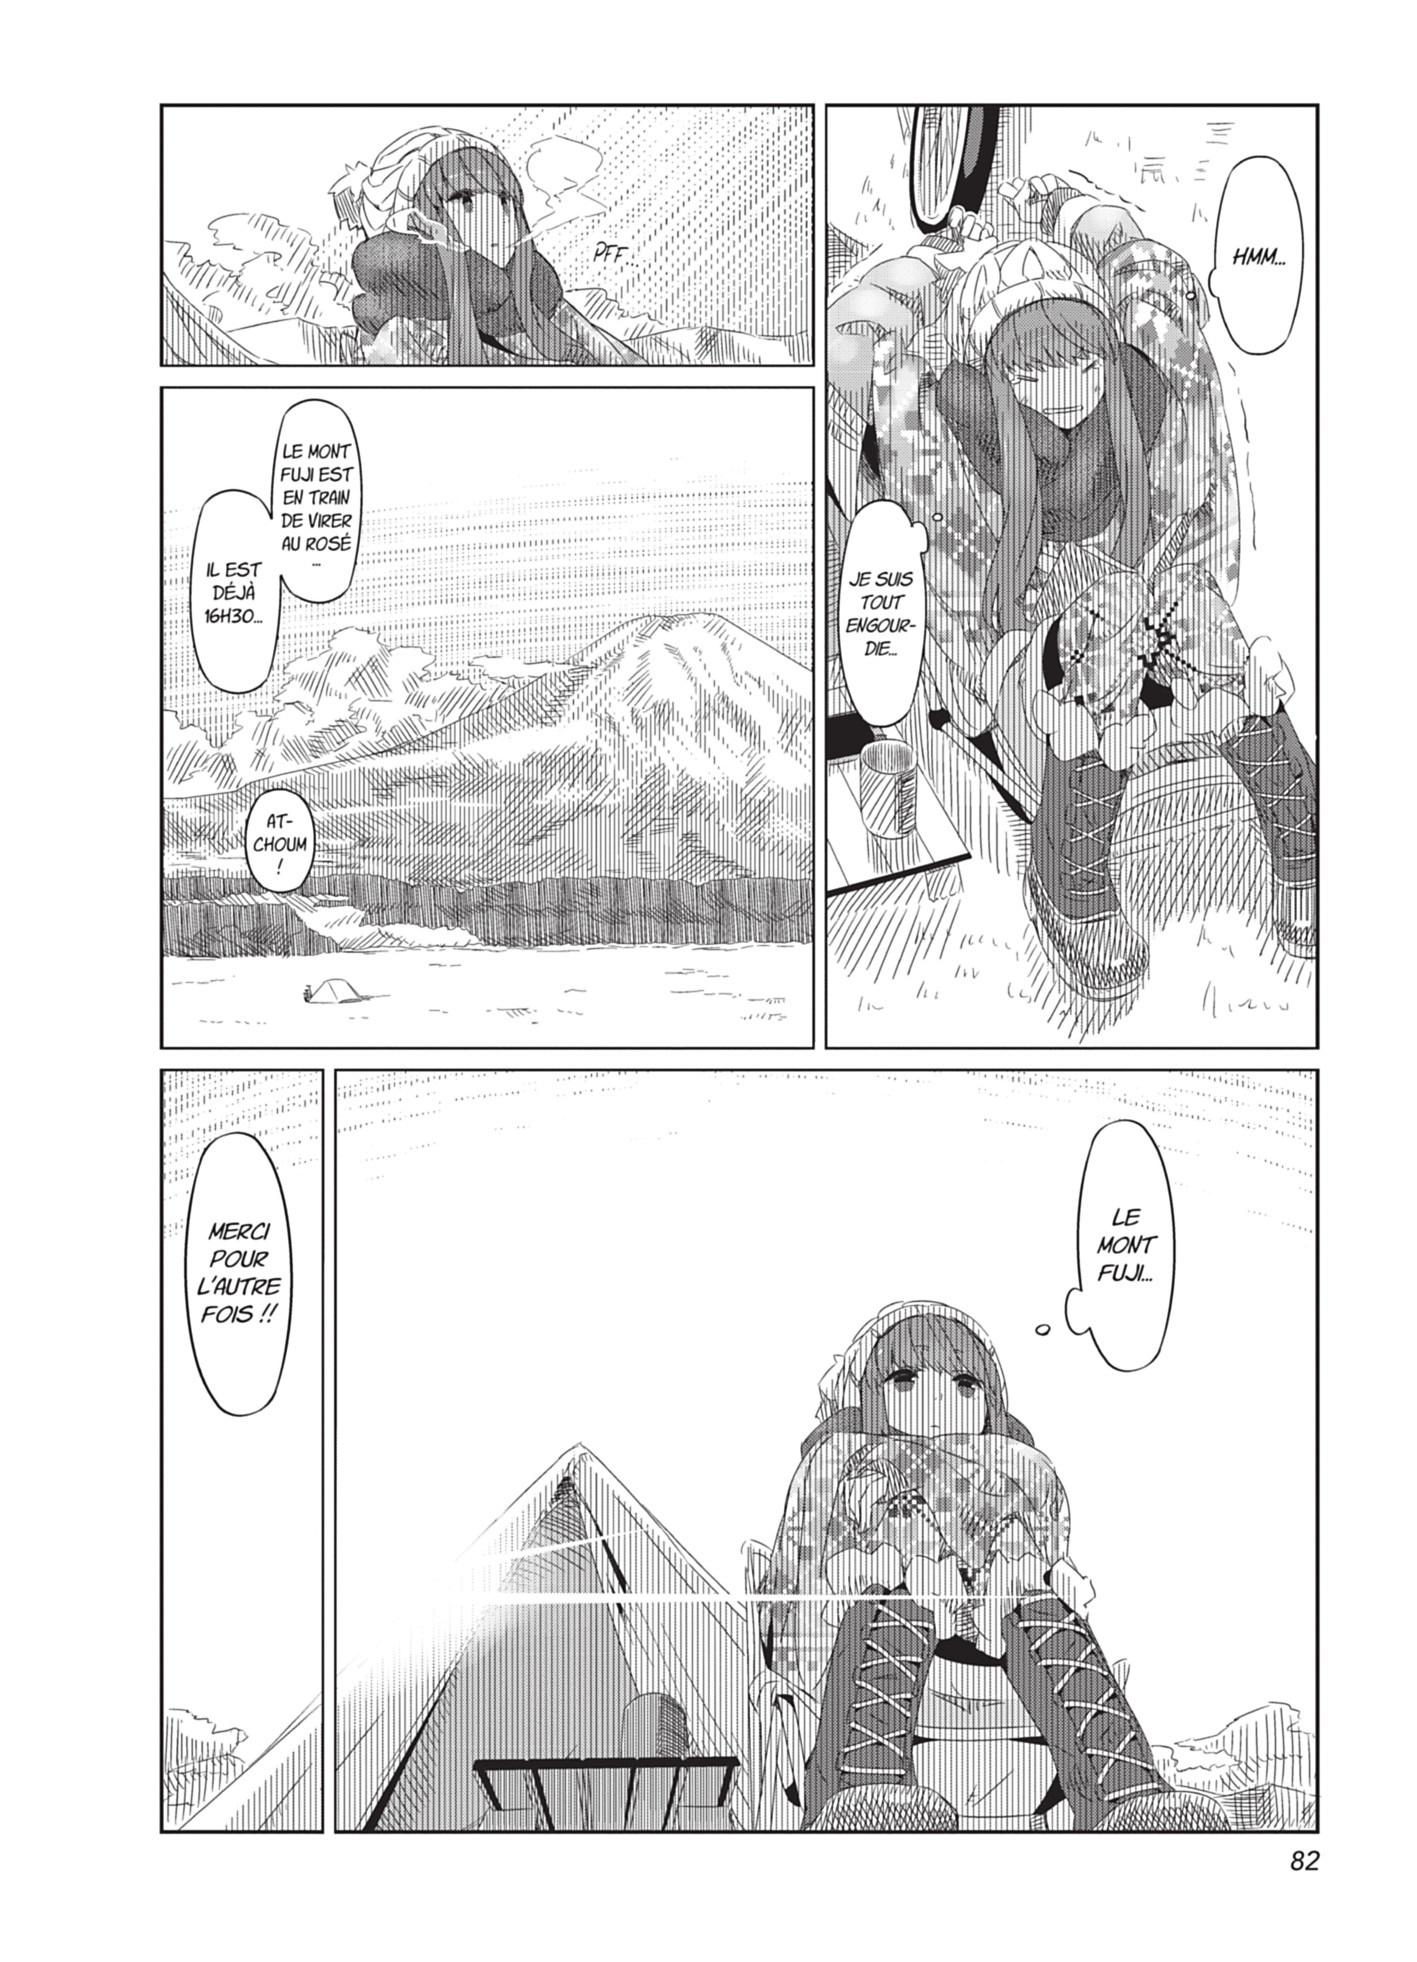 HMM...
JE SUIS
TOUT
ENGOUR-
DIE...
PFF...
LE MONT
FUJI EST
EN TRAIN
DE VIRER
AU ROSÉ
...
IL EST
DÉJÀ
16H30...
AT-
CHOUM
!
LE
MONT
FUJI...
MERCI
POUR
L'AUTRE
FOIS !!
82